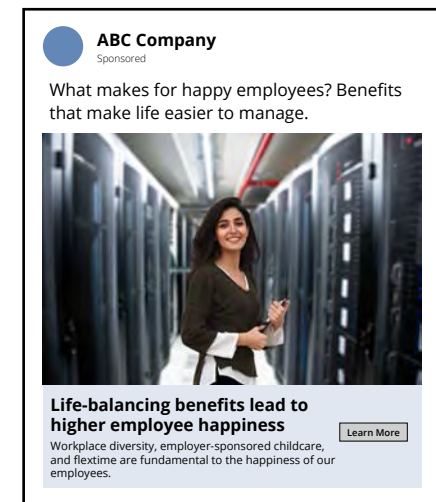 ABC Company
Sponsored
What makes for happy employees? Benefits
that make life easier to manage.
Life-balancing benefits lead to
higher employee happiness
Learn More
Workplace diversity, employer-sponsored childcare,
and flextime are fundamental to the happiness of our
employees.